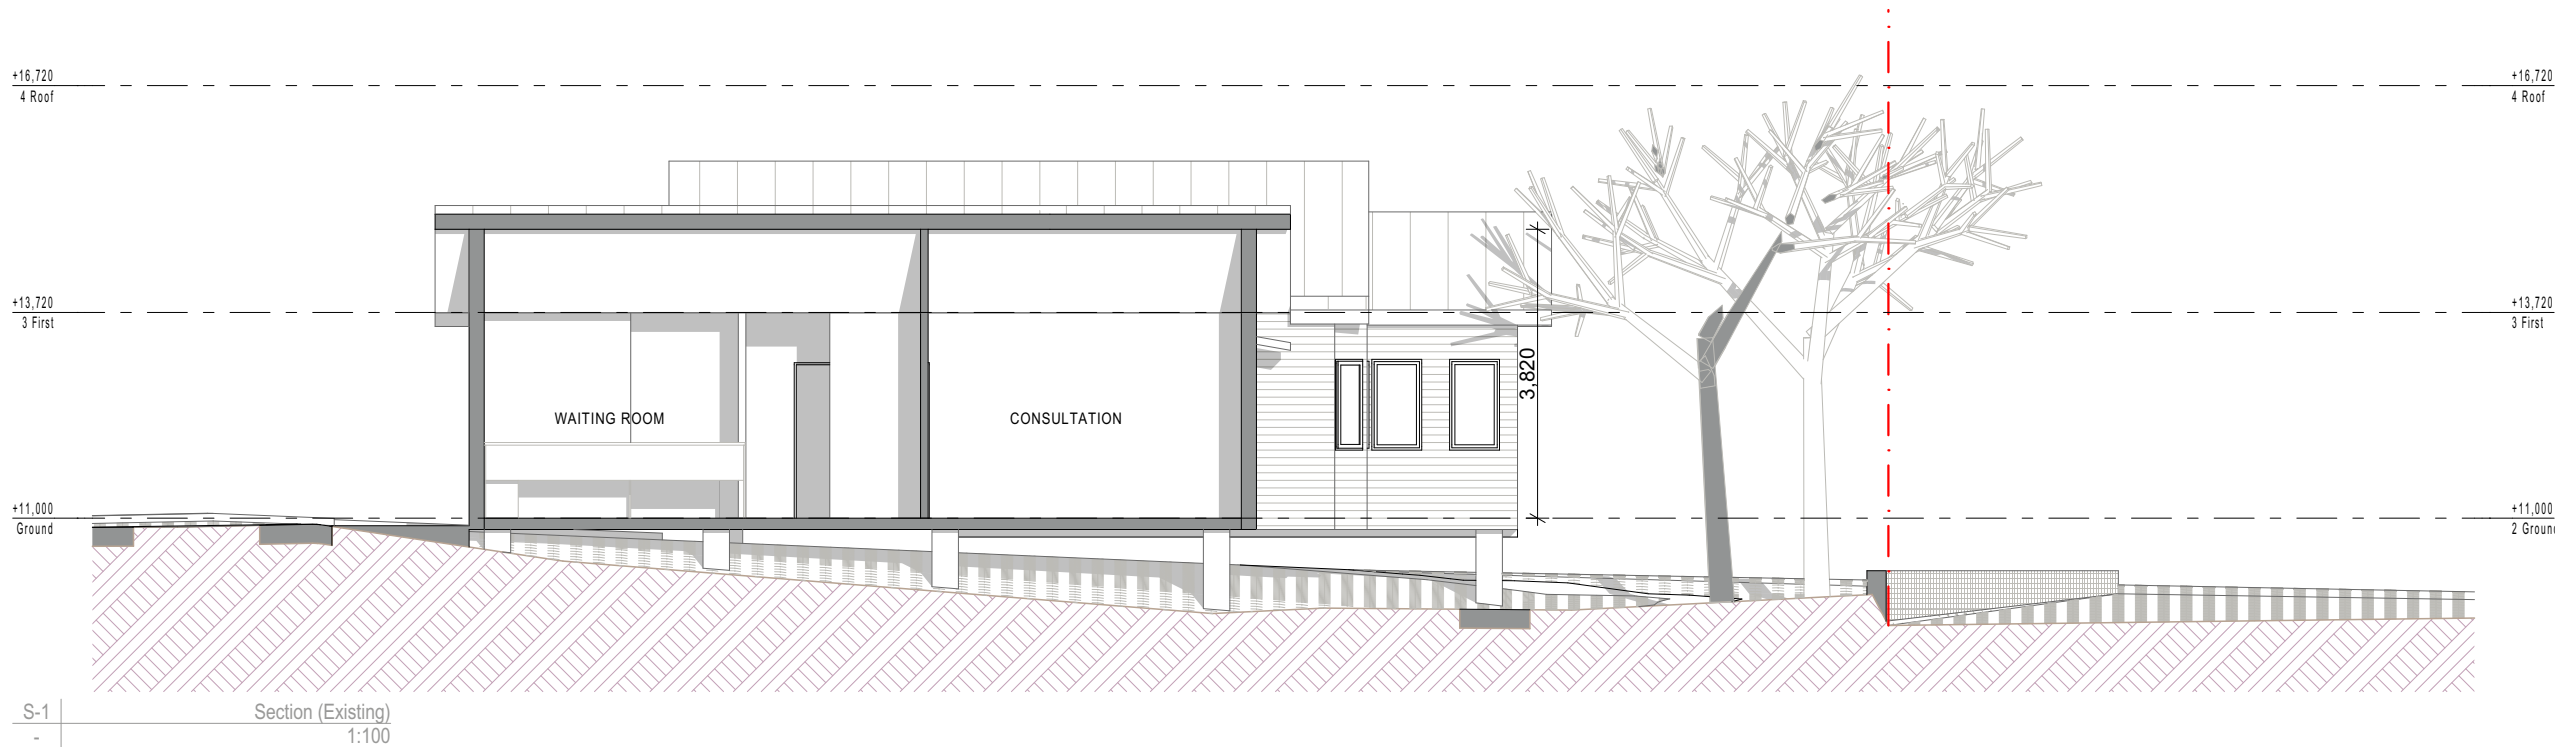 +16,720
4 Roof
+16,720
4 Roof
+13,720
3 First
+13,720
3 First
3,820
WAITING ROOM
CONSULTATION
+11,000
Ground
+11,000
2 Groun
S-1
Section (Existing)
-
1:100